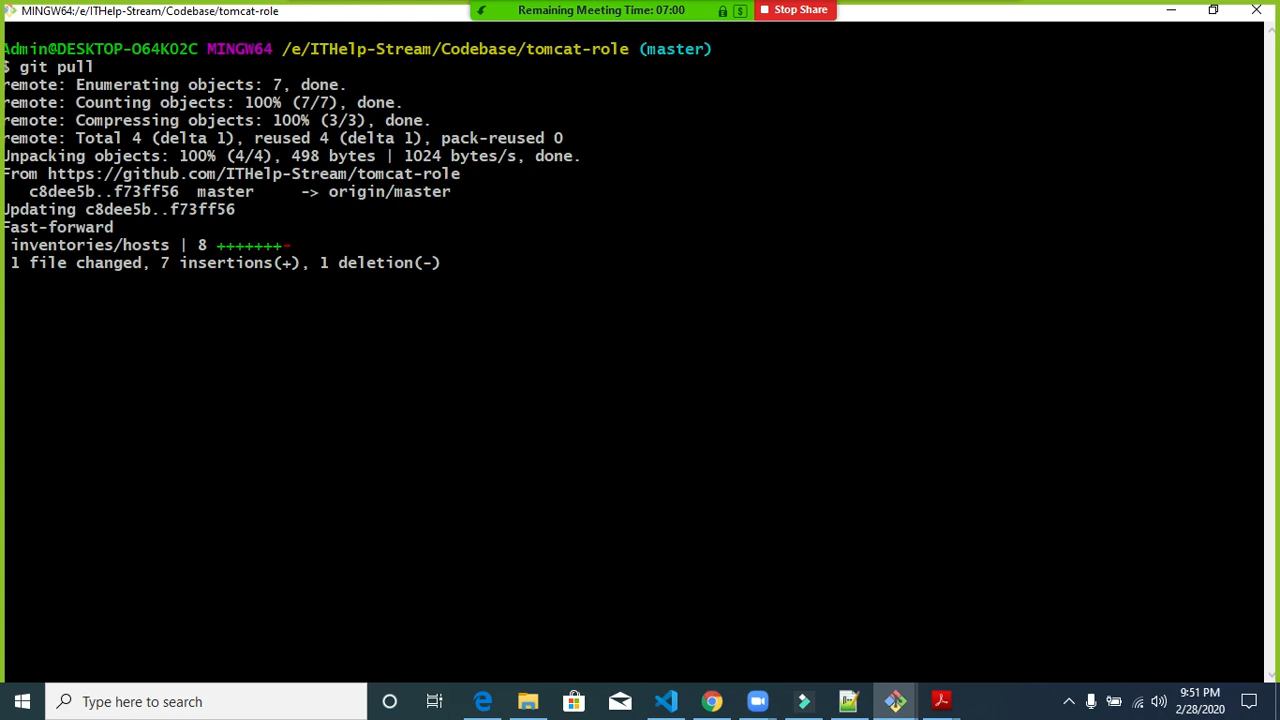 MINGW64:/e/ITHelp-Stream/Codebase/tomcat-role
Remaining Meeting Time: 07:00
Stop Share
Admin@DESKTOP-O64KO2C MINGW64 /e/ITHelp-Stream/Codebase/tomcat-role (master)
$ git pull
remote: Enumerating objects: 7, done.
remote: Counting objects: 100% (7/7), done.
remote: Compressing objects: 100% (3/3), done.
remote: Total 4 (delta 1), reused 4 (delta 1), pack-reused 0
Unpacking objects: 100% (4/4), 498 bytes | 1024 bytes/s, done.
From https://github.com/ITHelp-Stream/tomcat-role
c8dee5b..f73ff56 master -> origin/master
Updating c8dee5b..f73ff56
Fast-forward
inventories/hosts | 8 +++++++-
1 file changed, 7 insertions(+), 1 deletion(-)
Type here to search
9:51 PM
2/28/2020